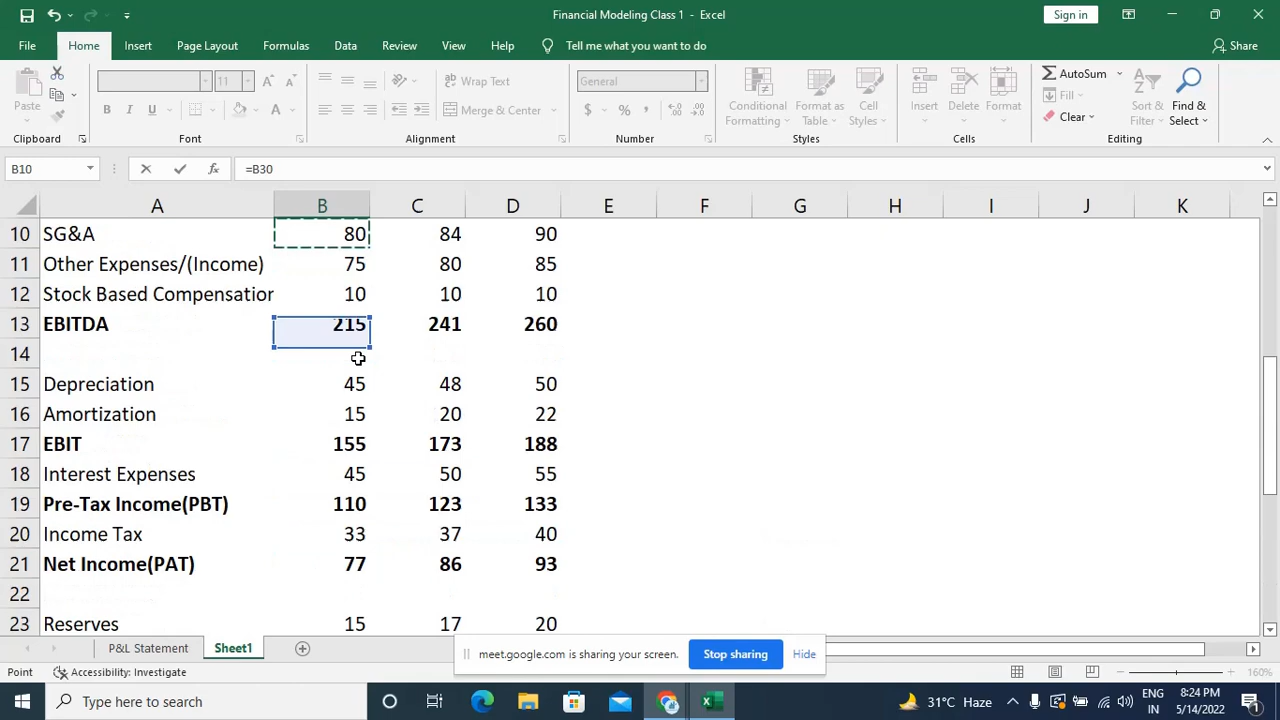 Financial Modeling Class 1 - Excel
Sign in
File Home Insert Page Layout Formulas Data Review View Help Tell me what you want to do Share
Paste
11
Wrap Text
Merge & Center
General
Conditional Formatting
Format as Table
Cell Styles
Insert Delete Format
AutoSum
Fill
Clear
Sort & Filter
Find & Select
Clipboard Font Alignment Number Styles Cells Editing
B10 =B30
A B C D E F G H I J K
10 SG&A 80 84 90
11 Other Expenses/(Income) 75 80 85
12 Stock Based Compensation 10 10 10
13 EBITDA 215 241 260
14
15 Depreciation 45 48 50
16 Amortization 15 20 22
17 EBIT 155 173 188
18 Interest Expenses 45 50 55
19 Pre-Tax Income(PBT) 110 123 133
20 Income Tax 33 37 40
21 Net Income(PAT) 77 86 93
22
23 Reserves 15 17 20
P&L Statement Sheet1
meet.google.com is sharing your screen. Stop sharing Hide
Point Accessibility: Investigate 160%
Type here to search
31°C Haze
ENG
IN
8:24 PM
5/14/2022
1